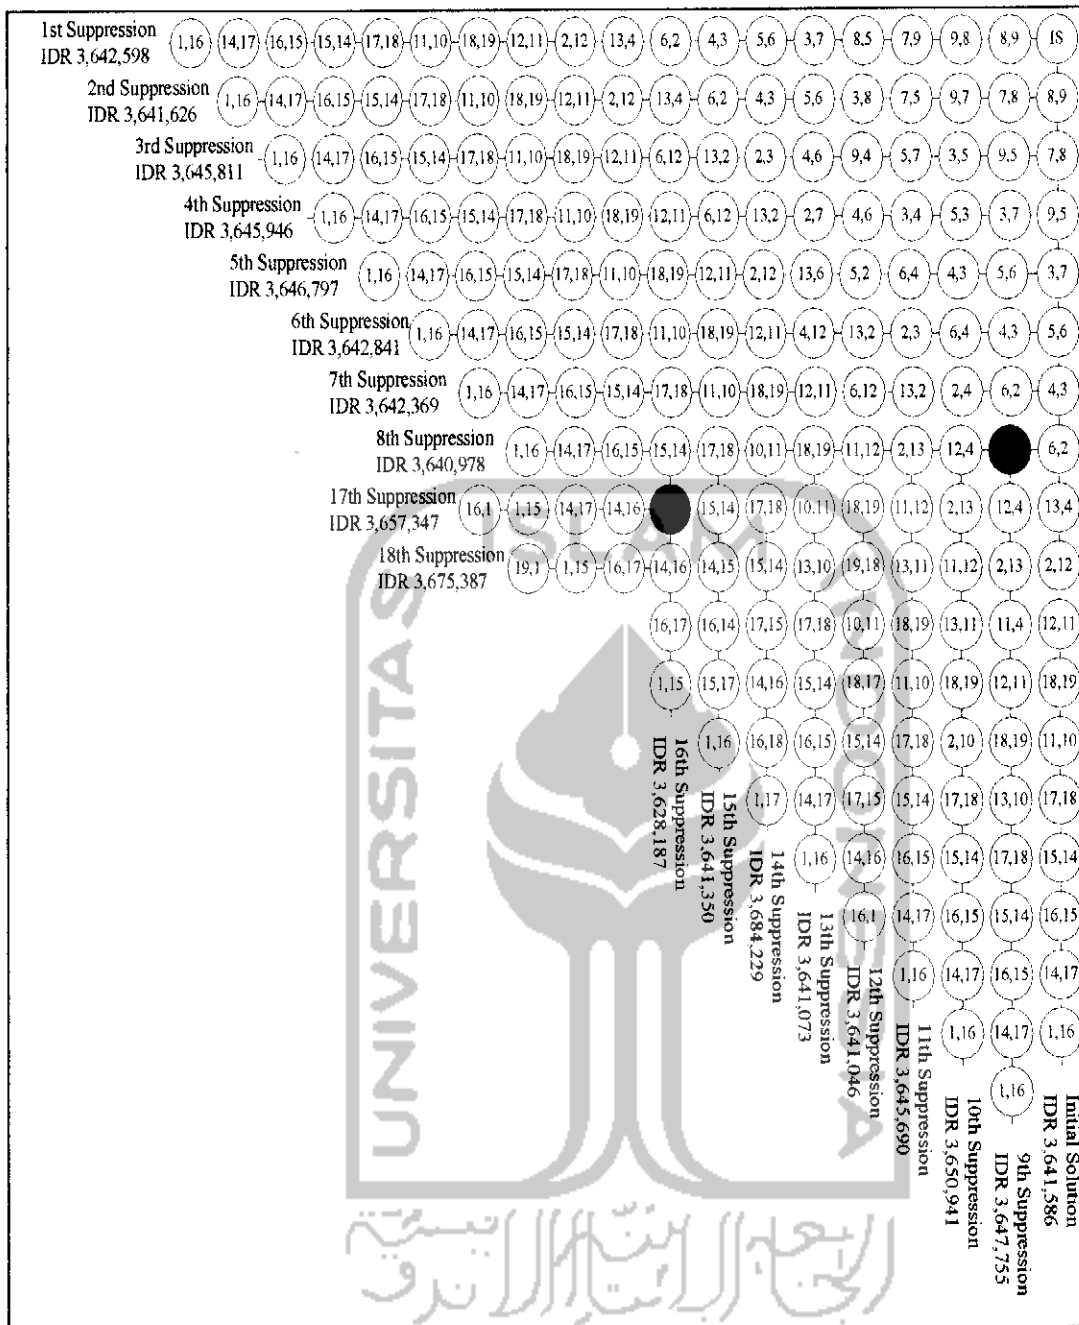 1st Suppression
IDR 3,642,598
1,16 14,17 16,15 15,14 17,18 11,10 18,19 12,11 2,12 13,4 6,2 4,3 5,6 3,7 8,5 7,9 9,8 8,9 IS
2nd Suppression
IDR 3,641,626
1,16 14,17 16,15 15,14 17,18 11,10 18,19 12,11 2,12 13,4 6,2 4,3 5,6 3,8 7,5 9,7 7,8 8,9
3rd Suppression
IDR 3,645,811
1,16 14,17 16,15 15,14 17,18 11,10 18,19 12,11 6,12 13,2 2,3 4,6 9,4 5,7 3,5 9,5 7,8
4th Suppression
IDR 3,645,946
1,16 14,17 16,15 15,14 17,18 11,10 18,19 12,11 6,12 13,2 2,7 4,6 3,4 5,3 3,7 9,5
5th Suppression
IDR 3,646,797
1,16 14,17 16,15 15,14 17,18 11,10 18,19 12,11 2,12 13,6 5,2 6,4 4,3 5,6 3,7
6th Suppression
IDR 3,642,841
1,16 14,17 16,15 15,14 17,18 11,10 18,19 12,11 4,12 13,2 2,3 6,4 4,3 5,6
7th Suppression
IDR 3,642,369
1,16 14,17 16,15 15,14 17,18 11,10 18,19 12,11 6,12 13,2 2,4 6,2 4,3
8th Suppression
IDR 3,640,978
1,16 14,17 16,15 15,14 17,18 10,11 18,19 11,12 2,13 12,4 6,2
17th Suppression
IDR 3,657,347
16,1 1,15 14,17 14,16 15,14 17,18 10,11 18,19 11,12 2,13 12,4 13,4
18th Suppression
IDR 3,675,387
19,1 1,15 16,17 14,16 14,15 15,14 13,10 19,18 13,11 11,12 2,13 2,12
16,17 16,14 17,15 17,18 10,11 18,19 13,11 11,4 12,11
1,15 15,17 14,16 15,14 18,17 11,10 18,19 12,11 18,19
1,16 16,18 16,15 15,14 17,18 2,10 18,19 11,10
1,17 14,17 17,15 15,14 17,18 13,10 17,18
1,16 14,16 16,15 15,14 17,18 15,14
16,1 14,17 16,15 15,14 16,15
1,16 14,17 16,15 14,17
1,16 14,17 1,16
1,16
16th Suppression
IDR 3,628,187
15th Suppression
IDR 3,641,350
14th Suppression
IDR 3,684,229
13th Suppression
IDR 3,641,073
12th Suppression
IDR 3,641,046
11th Suppression
IDR 3,645,690
10th Suppression
IDR 3,650,941
9th Suppression
IDR 3,647,755
Initial Solution
IDR 3,641,586
UNIVERSITAS
ISLAM
INDONESIA